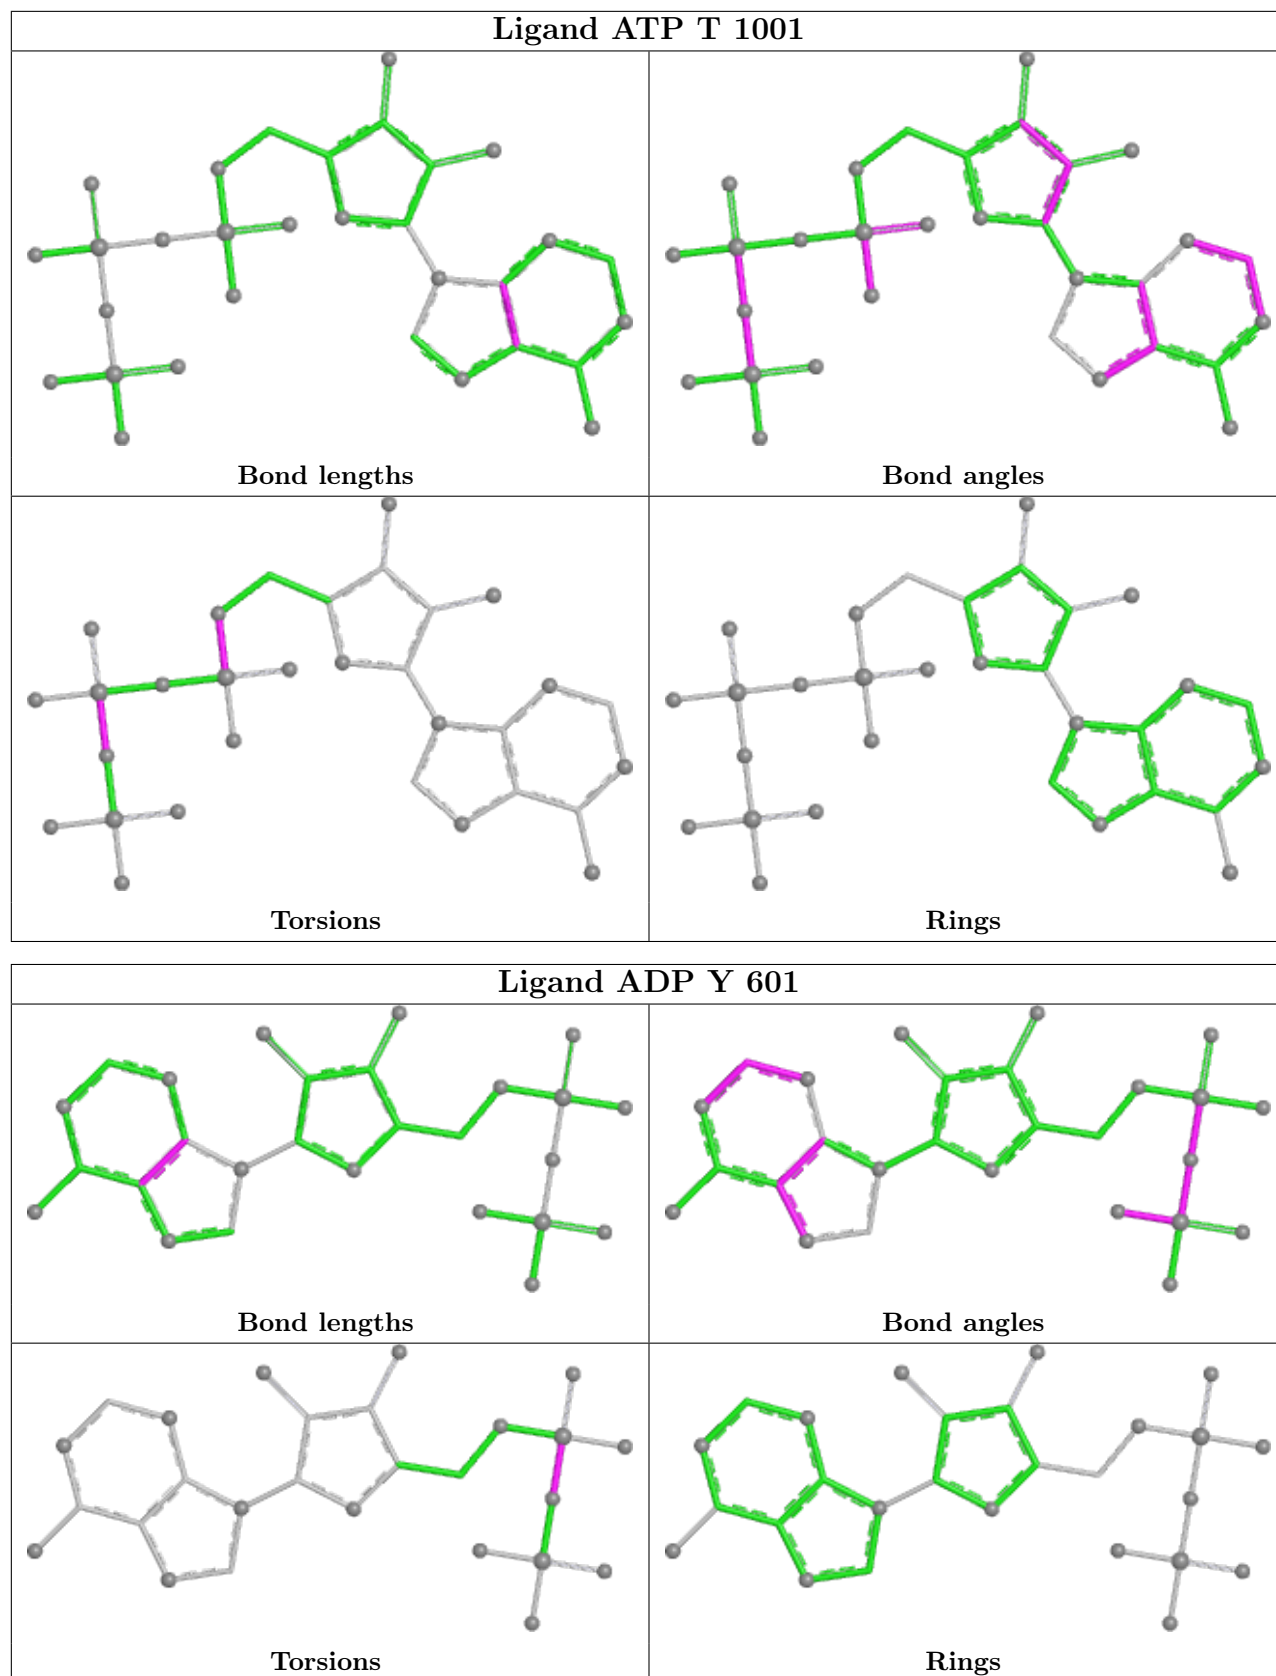 Ligand ATP T 1001
Bond lengths
Bond angles
Torsions
Rings
Ligand ADP Y 601
Bond lengths
Bond angles
Torsions
Rings